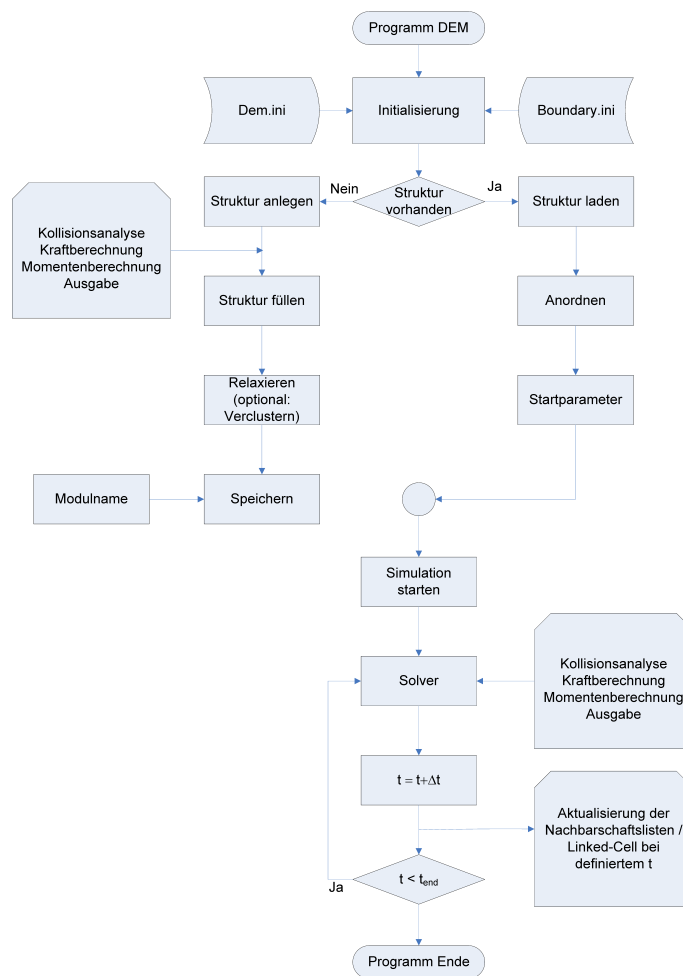 Programm DEM
Dem.ini
Initialisierung
Boundary.ini
Struktur anlegen
Nein
Struktur
vorhanden
Ja
Struktur laden
Kollisionsanalyse
Kraftberechnung
Momentenberechnung
Ausgabe
Struktur füllen
Anordnen
Relaxieren
(optional:
Verclustern)
Startparameter
Modulname
Speichern
Simulation
starten
Solver
Kollisionsanalyse
Kraftberechnung
Momentenberechnung
Ausgabe
t = t+Δt
Aktualisierung der
Nachbarschaftslisten /
Linked-Cell bei
definiertem t
t < tend
Ja
Programm Ende